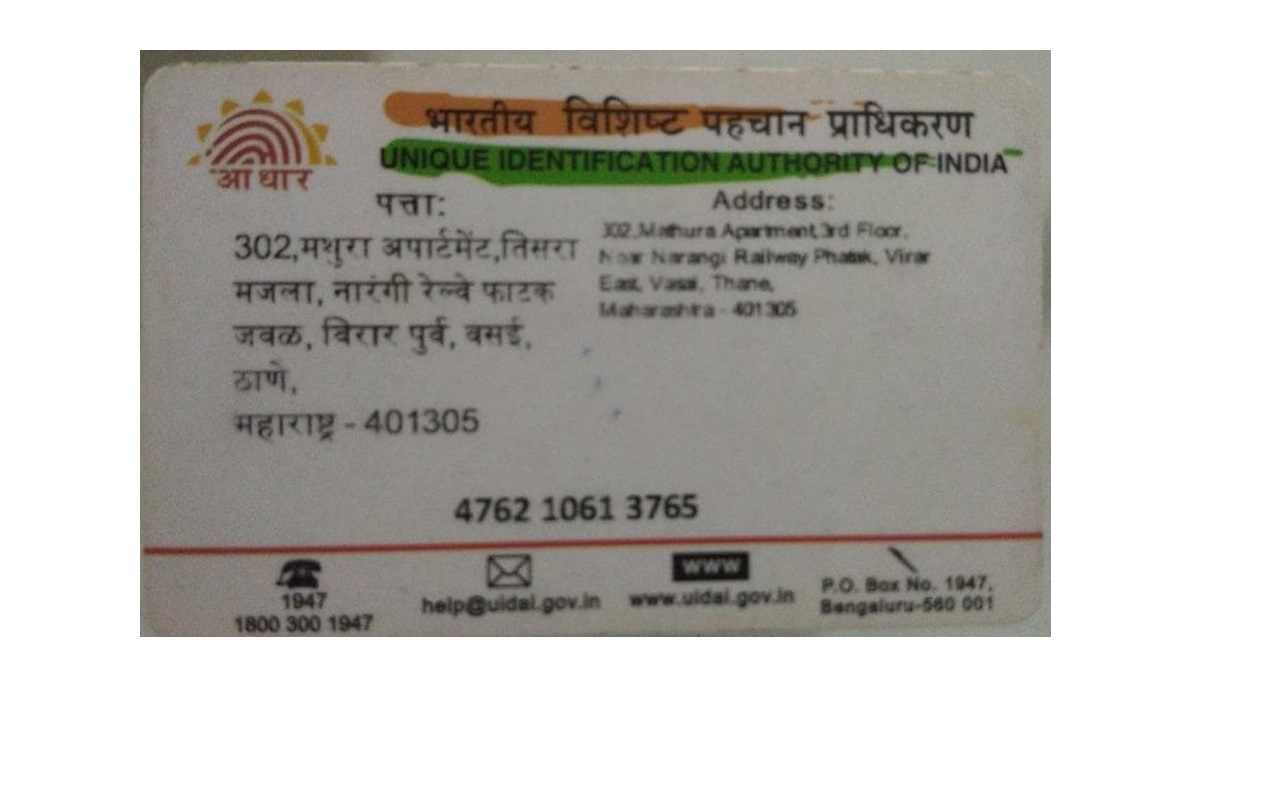 भारतीय विशिष्ट पहचान प्राधिकरण
UNIQUE IDENTIFICATION AUTHORITY OF INDIA
आधार
पत्ता:
302,मथुरा अपार्टमेंट,तिसरा
मजला, नारंगी रेल्वे फाटक
जवळ, विरार पुर्व, वसई,
ठाणे,
महाराष्ट्र - 401305
Address:
302,Mathura Apartment,3rd Floor,
Near Narangi Railway Phatak, Virar
East, Vasai, Thane,
Maharashtra - 401305
4762 1061 3765
1947
1800 300 1947
help@uidai.gov.in
WWW
www.uidai.gov.in
P.O. Box No. 1947,
Bengaluru-560 001